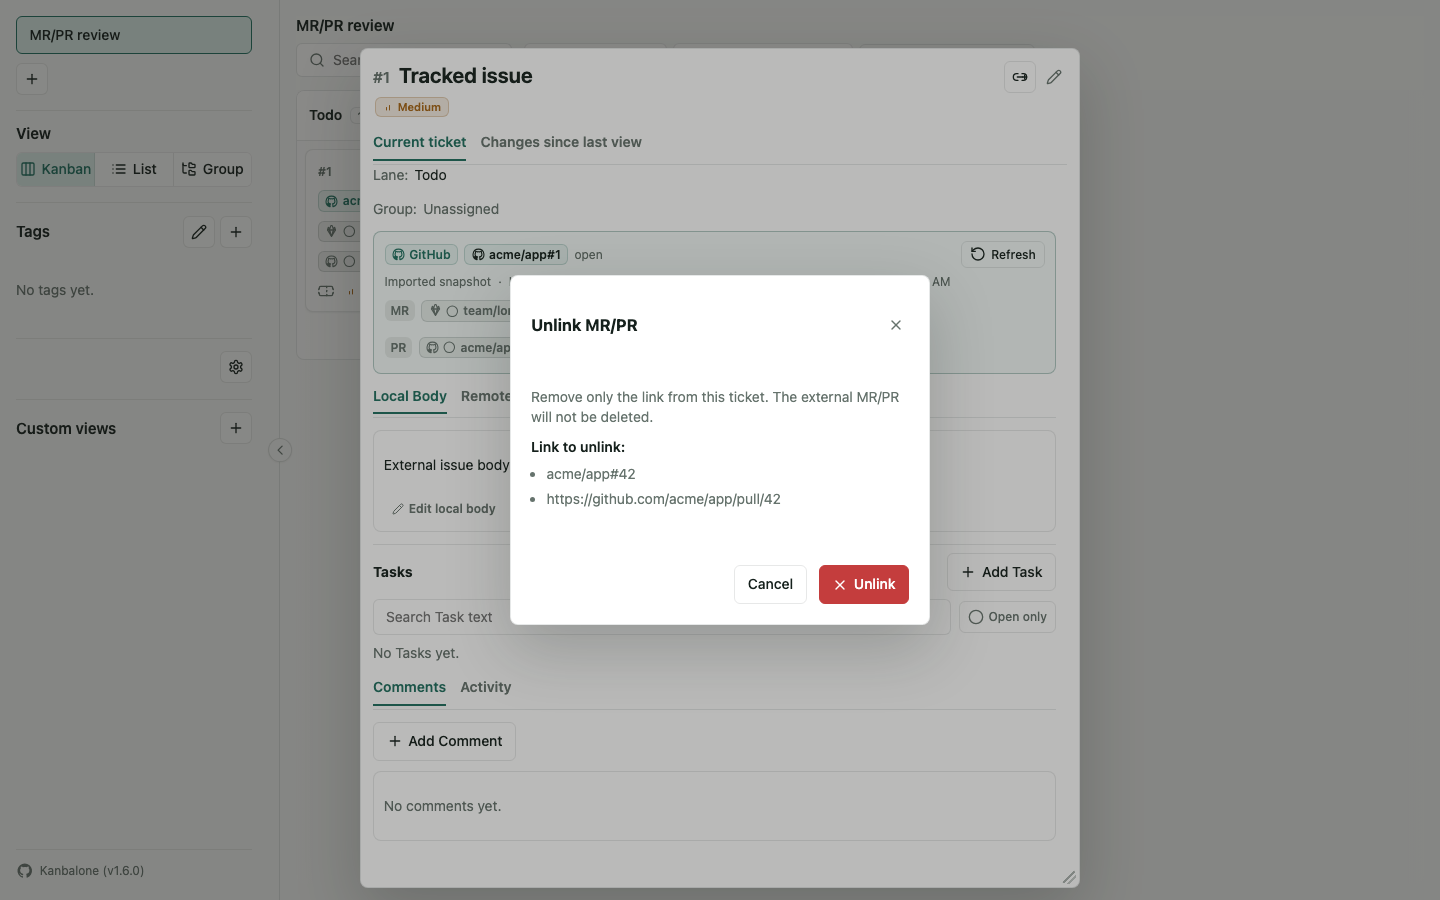 MR/PR review
View
Kanban
List
Group
Tags
No tags yet.
Custom views
Kanbalone (v1.6.0)
MR/PR review
Todo
#1
#1 Tracked issue
Medium
Current ticket
Changes since last view
Lane: Todo
Group: Unassigned
GitHub
acme/app#1
open
Refresh
Imported snapshot ·
AM
MR
PR
Local Body
External issue body
Edit local body
Unlink MR/PR
Remove only the link from this ticket. The external MR/PR
will not be deleted.
Link to unlink:
acme/app#42
https://github.com/acme/app/pull/42
Cancel
Unlink
Tasks
Add Task
Search Task text
Open only
No Tasks yet.
Comments
Activity
Add Comment
No comments yet.